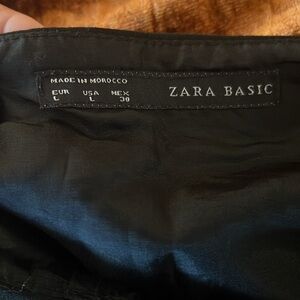 MADE IN MOROCCO
EUR USA MEX
L L 30
ZARA BASIC